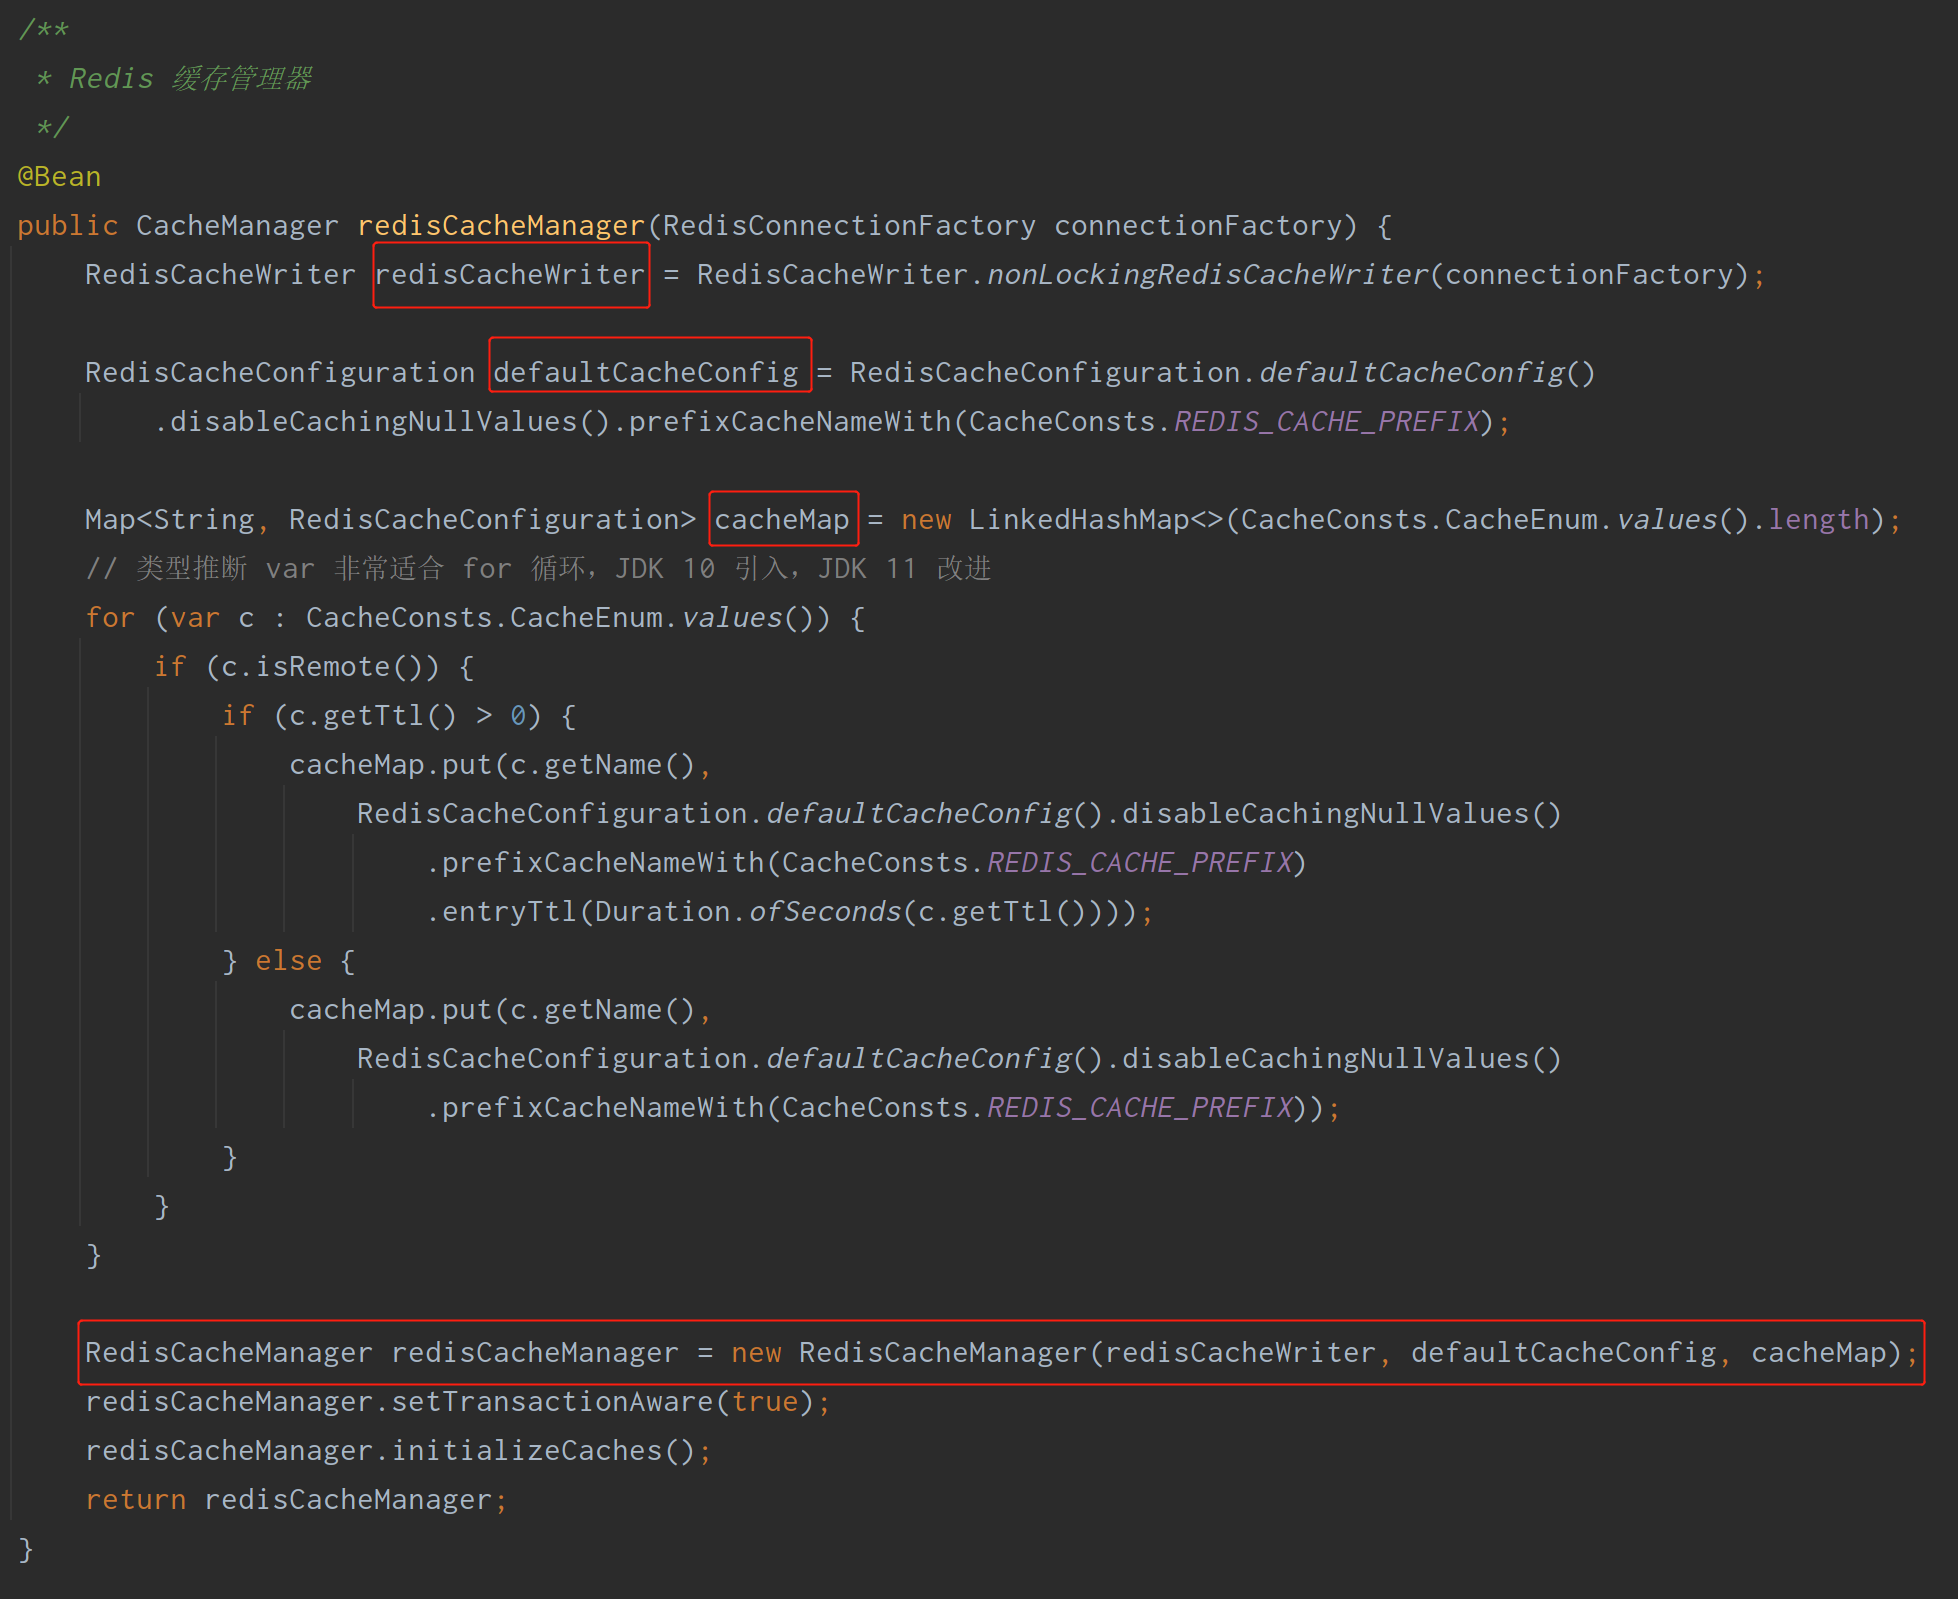 /**
 * Redis 缓存管理器
 */
@Bean
public CacheManager redisCacheManager(RedisConnectionFactory connectionFactory) {
    RedisCacheWriter redisCacheWriter = RedisCacheWriter.nonLockingRedisCacheWriter(connectionFactory);
    RedisCacheConfiguration defaultCacheConfig = RedisCacheConfiguration.defaultCacheConfig()
        .disableCachingNullValues().prefixCacheNameWith(CacheConsts.REDIS_CACHE_PREFIX);
    Map<String, RedisCacheConfiguration> cacheMap = new LinkedHashMap<>(CacheConsts.CacheEnum.values().length);
    // 类型推断 var 非常适合 for 循环，JDK 10 引入，JDK 11 改进
    for (var c : CacheConsts.CacheEnum.values()) {
        if (c.isRemote()) {
            if (c.getTtl() > 0) {
                cacheMap.put(c.getName(),
                    RedisCacheConfiguration.defaultCacheConfig().disableCachingNullValues()
                        .prefixCacheNameWith(CacheConsts.REDIS_CACHE_PREFIX)
                        .entryTtl(Duration.ofSeconds(c.getTtl())));
            } else {
                cacheMap.put(c.getName(),
                    RedisCacheConfiguration.defaultCacheConfig().disableCachingNullValues()
                        .prefixCacheNameWith(CacheConsts.REDIS_CACHE_PREFIX));
            }
        }
    }
    RedisCacheManager redisCacheManager = new RedisCacheManager(redisCacheWriter, defaultCacheConfig, cacheMap);
    redisCacheManager.setTransactionAware(true);
    redisCacheManager.initializeCaches();
    return redisCacheManager;
}